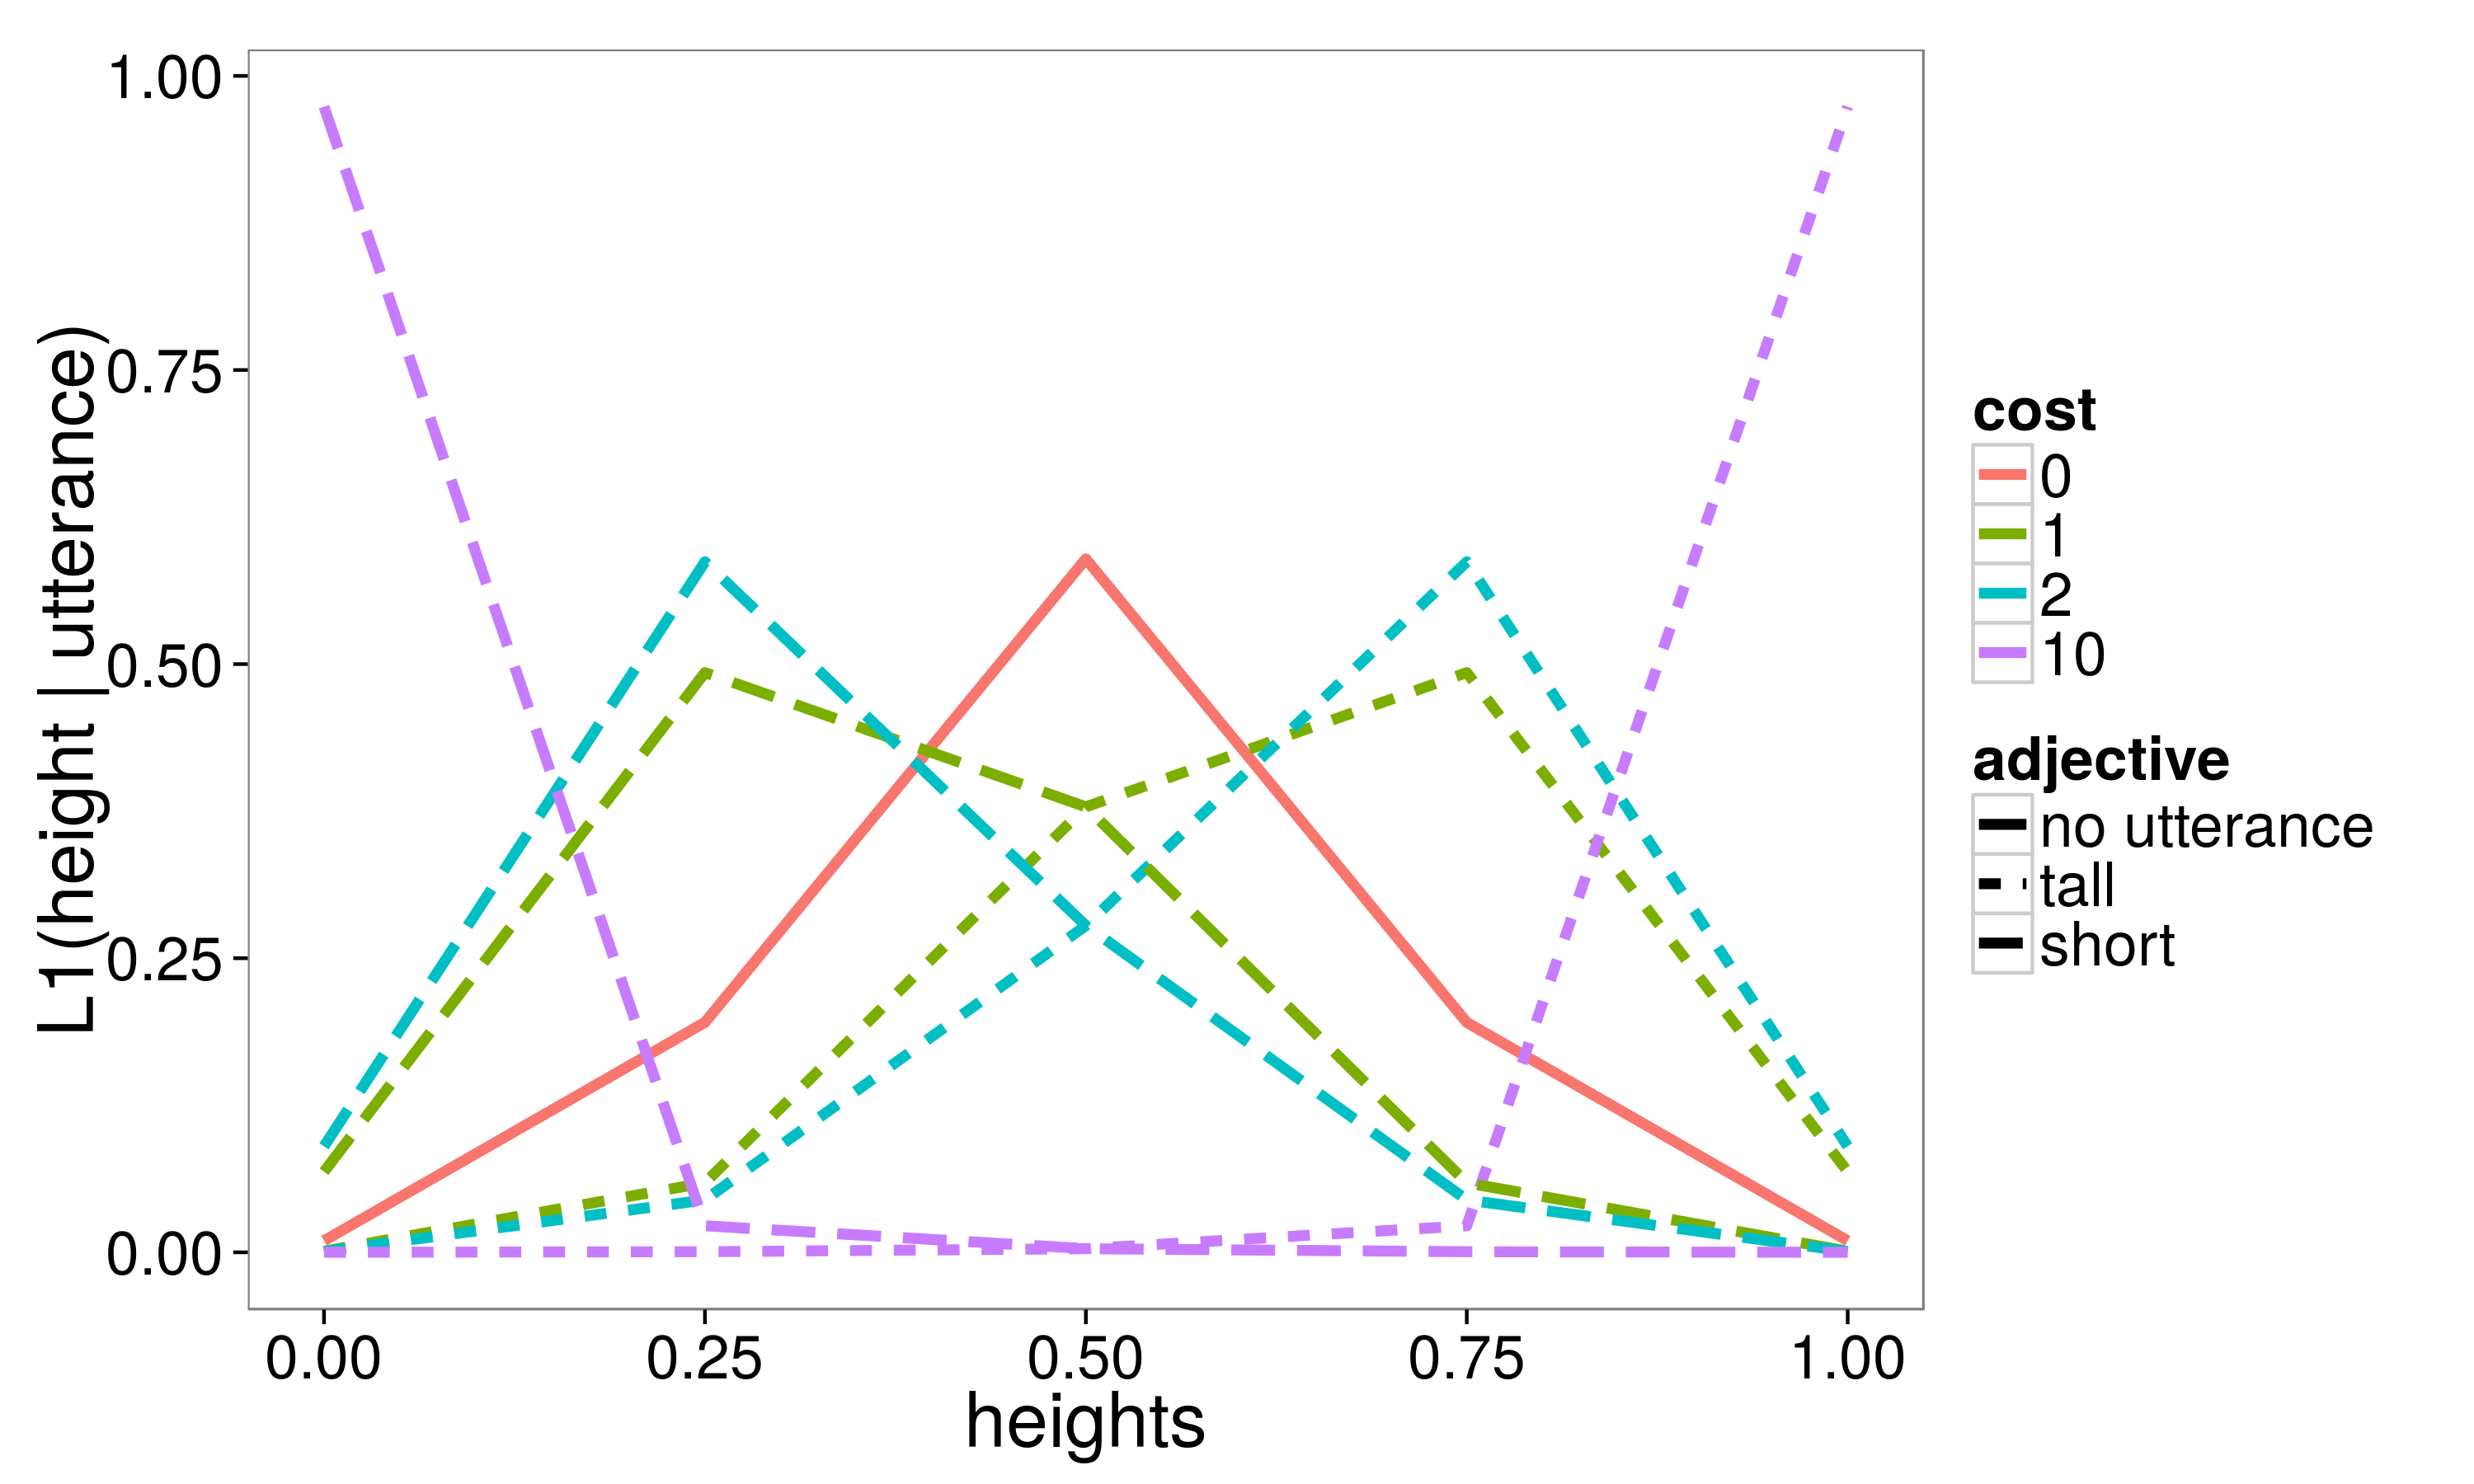 L1(height | utterance)
1.00
0.75
0.50
0.25
0.00
0.00 0.25 0.50 0.75 1.00
heights
cost
0
1
2
10
adjective
no utterance
tall
short